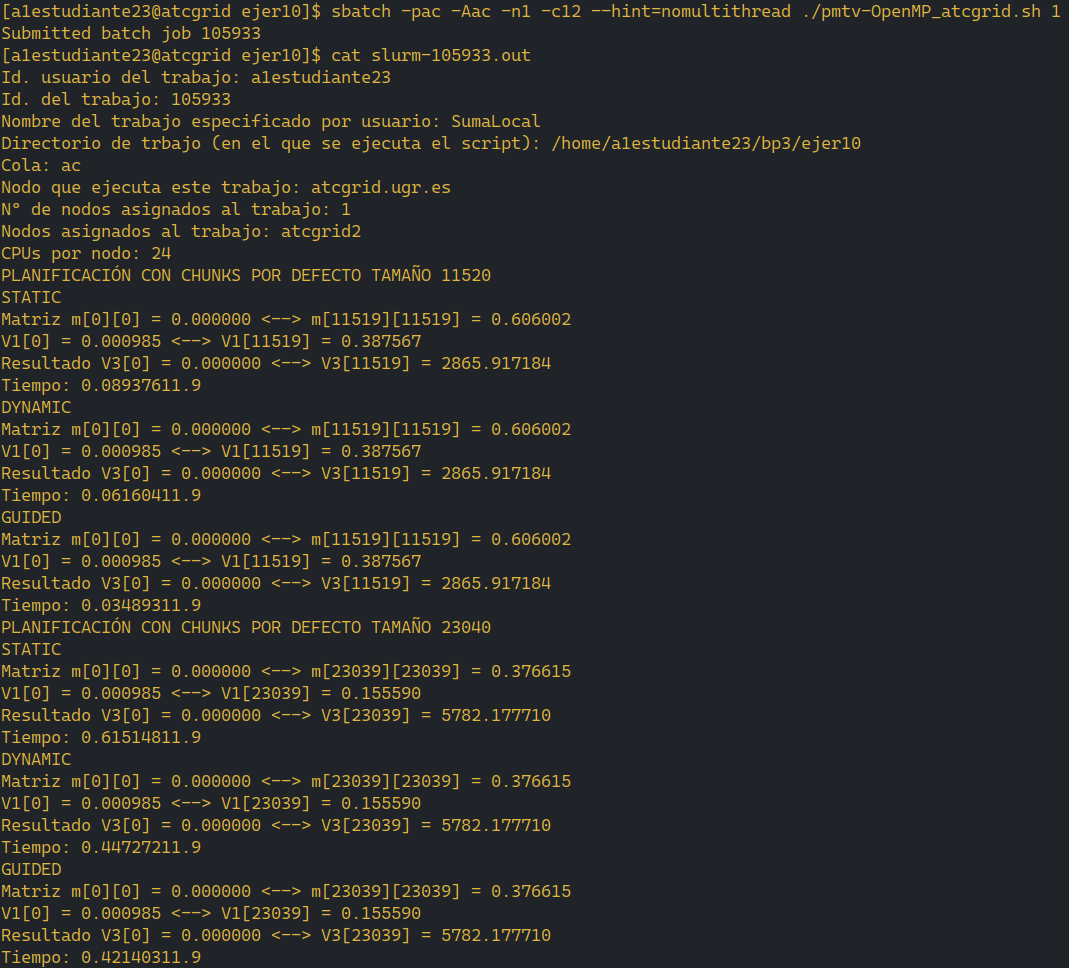 [a1estudiante23@atcgrid ejer10]$ sbatch -pac -Aac -n1 -c12 --hint=nomultithread ./pmtv-OpenMP_atcgrid.sh 1
Submitted batch job 105933
[a1estudiante23@atcgrid ejer10]$ cat slurm-105933.out
Id. usuario del trabajo: a1estudiante23
Id. del trabajo: 105933
Nombre del trabajo especificado por usuario: SumaLocal
Directorio de trbajo (en el que se ejecuta el script): /home/a1estudiante23/bp3/ejer10
Cola: ac
Nodo que ejecuta este trabajo: atcgrid.ugr.es
Nº de nodos asignados al trabajo: 1
Nodos asignados al trabajo: atcgrid2
CPUs por nodo: 24
PLANIFICACIÓN CON CHUNKS POR DEFECTO TAMAÑO 11520
STATIC
Matriz m[0][0] = 0.000000 <--> m[11519][11519] = 0.606002
V1[0] = 0.000985 <--> V1[11519] = 0.387567
Resultado V3[0] = 0.000000 <--> V3[11519] = 2865.917184
Tiempo: 0.08937611.9
DYNAMIC
Matriz m[0][0] = 0.000000 <--> m[11519][11519] = 0.606002
V1[0] = 0.000985 <--> V1[11519] = 0.387567
Resultado V3[0] = 0.000000 <--> V3[11519] = 2865.917184
Tiempo: 0.06160411.9
GUIDED
Matriz m[0][0] = 0.000000 <--> m[11519][11519] = 0.606002
V1[0] = 0.000985 <--> V1[11519] = 0.387567
Resultado V3[0] = 0.000000 <--> V3[11519] = 2865.917184
Tiempo: 0.03489311.9
PLANIFICACIÓN CON CHUNKS POR DEFECTO TAMAÑO 23040
STATIC
Matriz m[0][0] = 0.000000 <--> m[23039][23039] = 0.376615
V1[0] = 0.000985 <--> V1[23039] = 0.155590
Resultado V3[0] = 0.000000 <--> V3[23039] = 5782.177710
Tiempo: 0.61514811.9
DYNAMIC
Matriz m[0][0] = 0.000000 <--> m[23039][23039] = 0.376615
V1[0] = 0.000985 <--> V1[23039] = 0.155590
Resultado V3[0] = 0.000000 <--> V3[23039] = 5782.177710
Tiempo: 0.44727211.9
GUIDED
Matriz m[0][0] = 0.000000 <--> m[23039][23039] = 0.376615
V1[0] = 0.000985 <--> V1[23039] = 0.155590
Resultado V3[0] = 0.000000 <--> V3[23039] = 5782.177710
Tiempo: 0.42140311.9